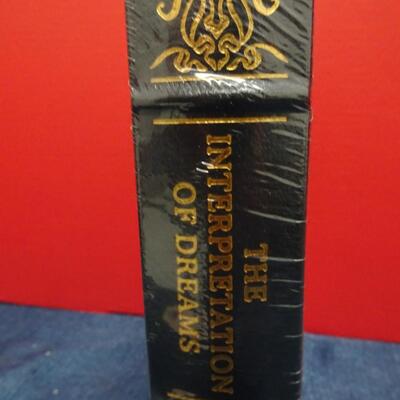 THE
INTERPRETATION
OF DREAMS